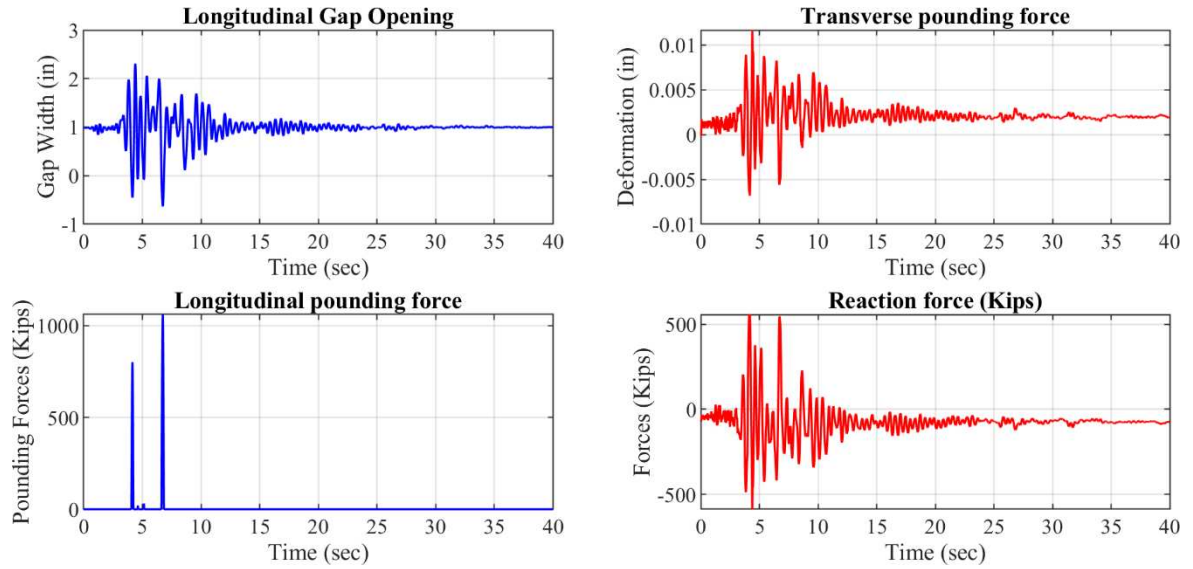 Longitudinal Gap Opening
Gap Width (in)
3
2
1
0
-1
0 5 10 15 20 25 30 35 40
Time (sec)
Transverse pounding force
Deformation (in)
0.01
0.005
0
-0.005
-0.01
0 5 10 15 20 25 30 35 40
Time (sec)
Longitudinal pounding force
Pounding Forces (Kips)
1000
500
0
0 5 10 15 20 25 30 35 40
Time (sec)
Reaction force (Kips)
Forces (Kips)
500
0
-500
0 5 10 15 20 25 30 35 40
Time (sec)